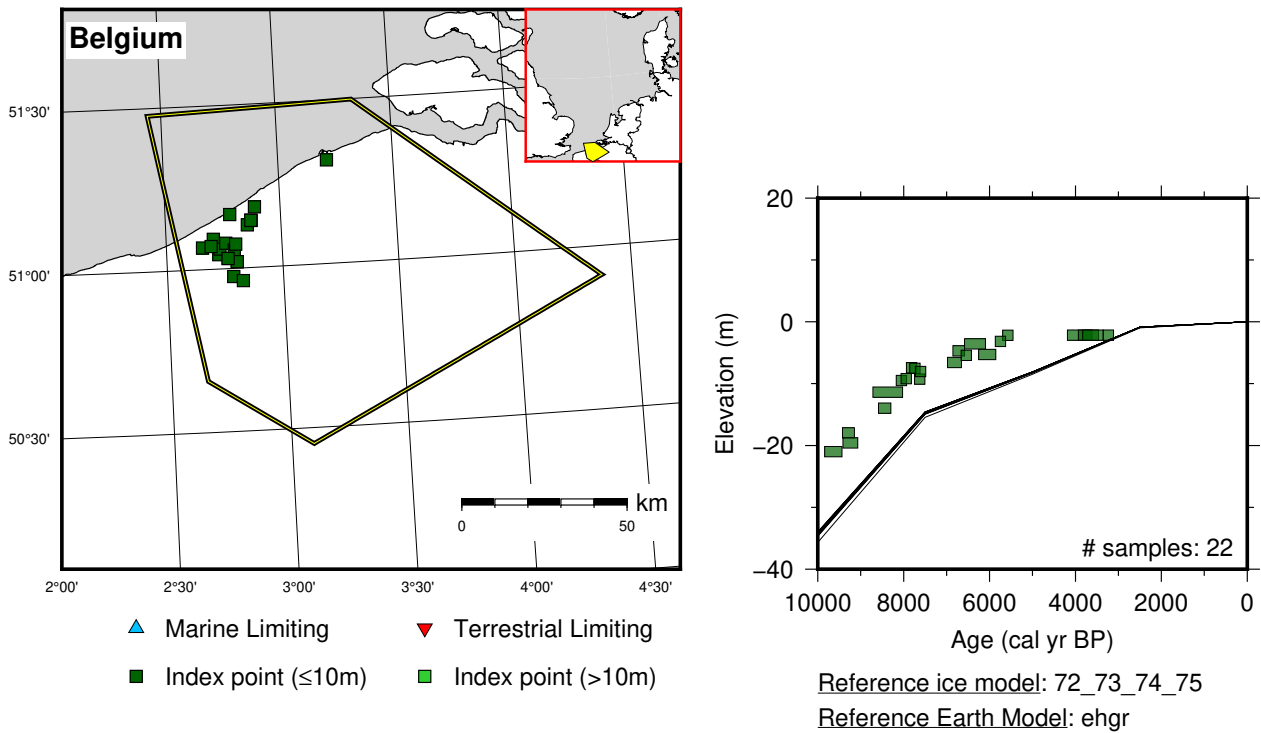 Belgium
51°30'
51°00'
50°30'
2°00'
2°30'
3°00'
3°30'
4°00'
4°30'
km
0
50
Marine Limiting
Terrestrial Limiting
Index point (≤10m)
Index point (>10m)
20
0
−20
−40
Elevation (m)
# samples: 22
10000
8000
6000
4000
2000
0
Age (cal yr BP)
Reference ice model: 72_73_74_75
Reference Earth Model: ehgr